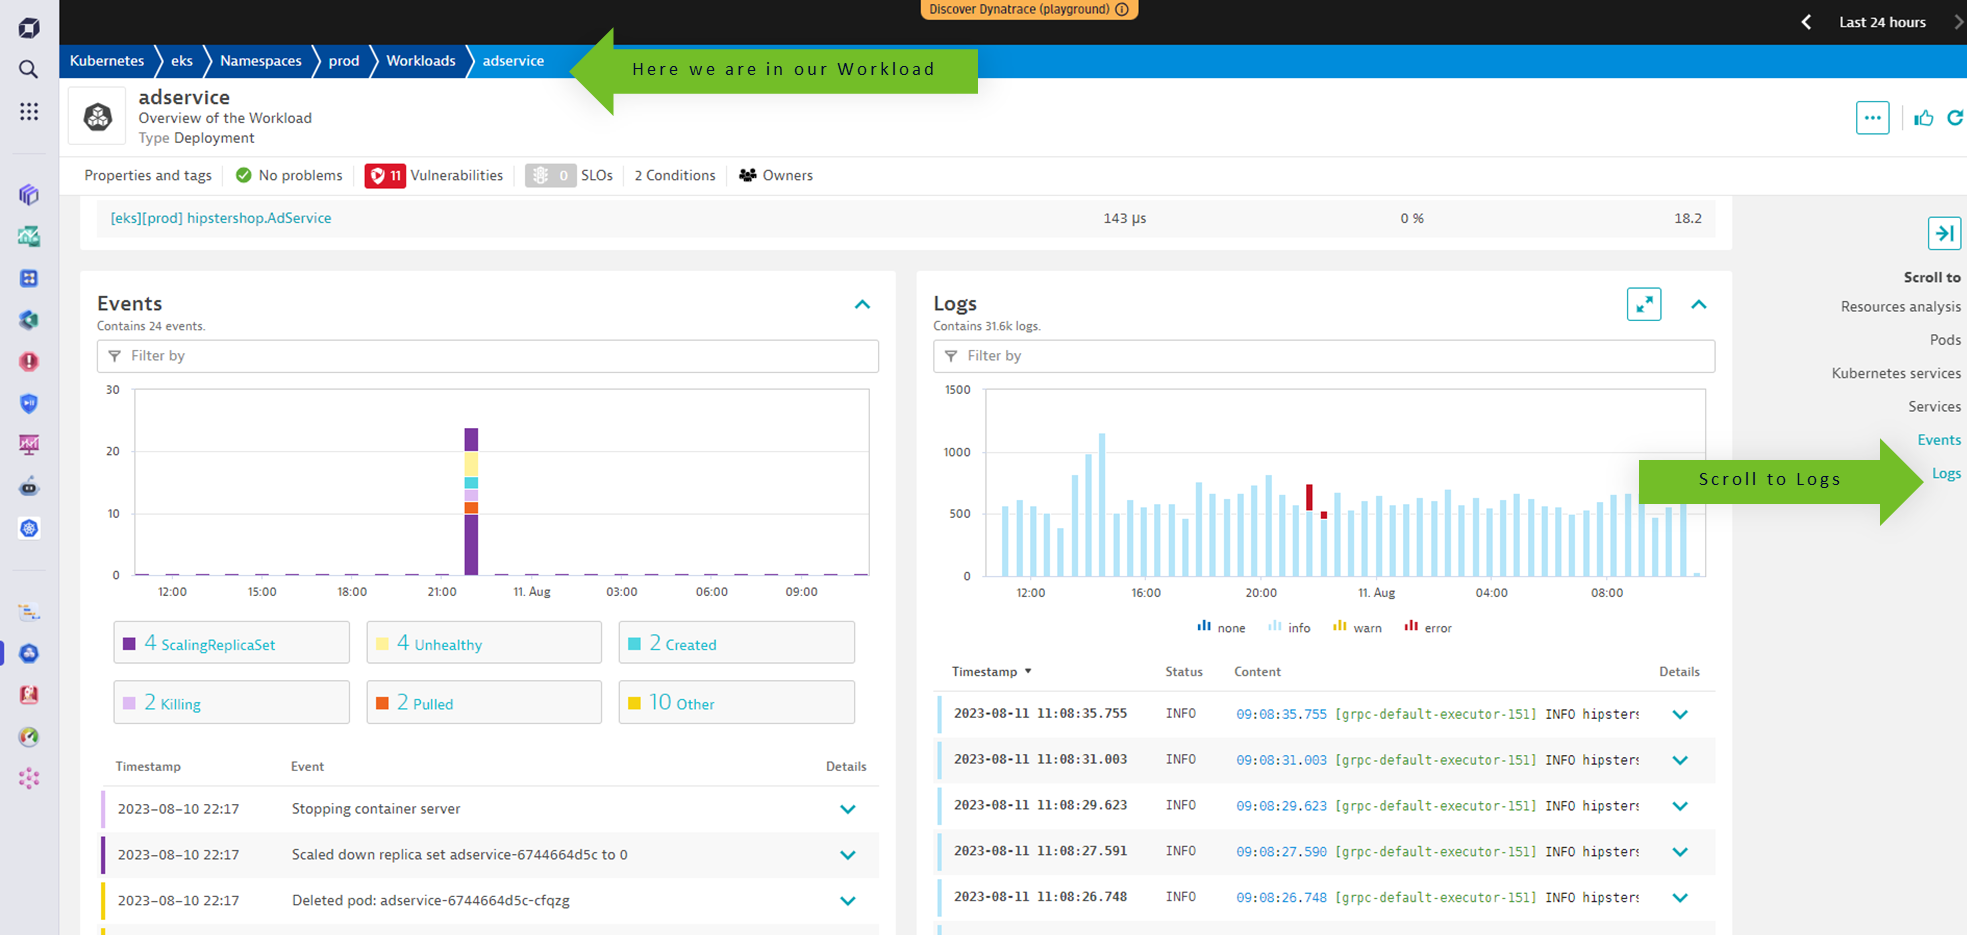 Discover Dynatrace (playground)
Last 24 hours
Kubernetes eks Namespaces prod Workloads adservice
Here we are in our Workload
adservice
Overview of the Workload
Type Deployment
Properties and tags No problems 11 Vulnerabilities 0 SLOs 2 Conditions Owners
[eks][prod] hipstershop.AdService 143 µs 0 % 18.2
Scroll to
Resources analysis
Pods
Kubernetes services
Services
Events
Logs
Scroll to Logs
Events
Contains 24 events.
Filter by
30
20
10
0
12:00 15:00 18:00 21:00 11. Aug 03:00 06:00 09:00
4 ScalingReplicaSet 4 Unhealthy 2 Created
2 Killing 2 Pulled 10 Other
Timestamp Event Details
2023-08-10 22:17 Stopping container server
2023-08-10 22:17 Scaled down replica set adservice-6744664d5c to 0
2023-08-10 22:17 Deleted pod: adservice-6744664d5c-cfqzg
Logs
Contains 31.6k logs.
Filter by
1500
1000
500
0
12:00 16:00 20:00 11. Aug 04:00 08:00
none info warn error
Timestamp Status Content Details
2023-08-11 11:08:35.755 INFO 09:08:35.755 [grpc-default-executor-151] INFO hipsters
2023-08-11 11:08:31.003 INFO 09:08:31.003 [grpc-default-executor-151] INFO hipsters
2023-08-11 11:08:29.623 INFO 09:08:29.623 [grpc-default-executor-151] INFO hipsters
2023-08-11 11:08:27.591 INFO 09:08:27.590 [grpc-default-executor-151] INFO hipsters
2023-08-11 11:08:26.748 INFO 09:08:26.748 [grpc-default-executor-151] INFO hipsters